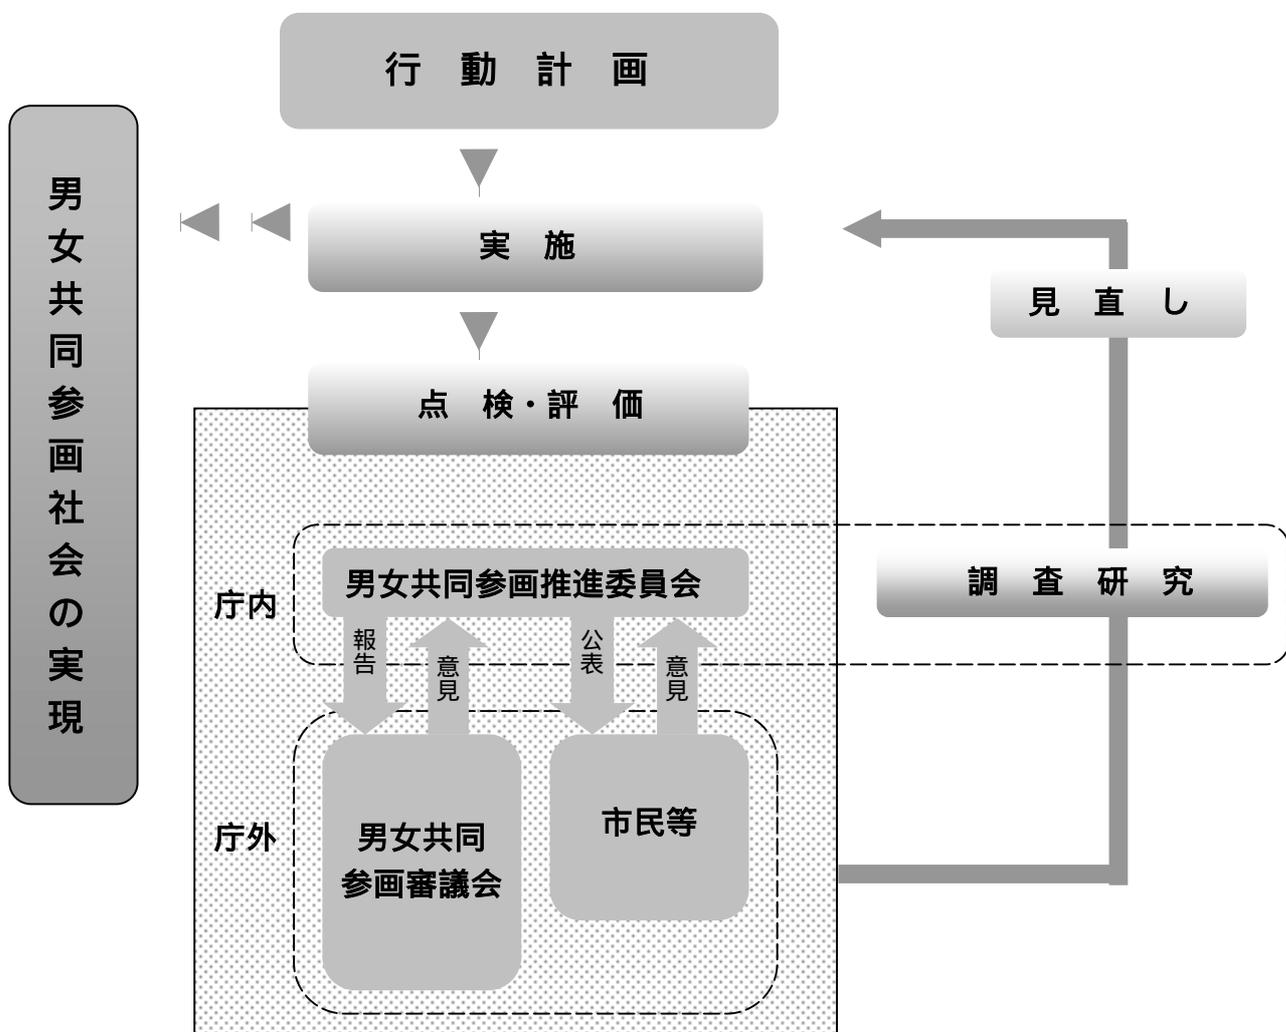 行 動 計 画
男女共同参画社会の実現
実 施
見 直 し
点 検・評 価
庁内
男女共同参画推進委員会
調 査 研 究
報告
意見
公表
意見
庁外
男女共同
参画審議会
市民等